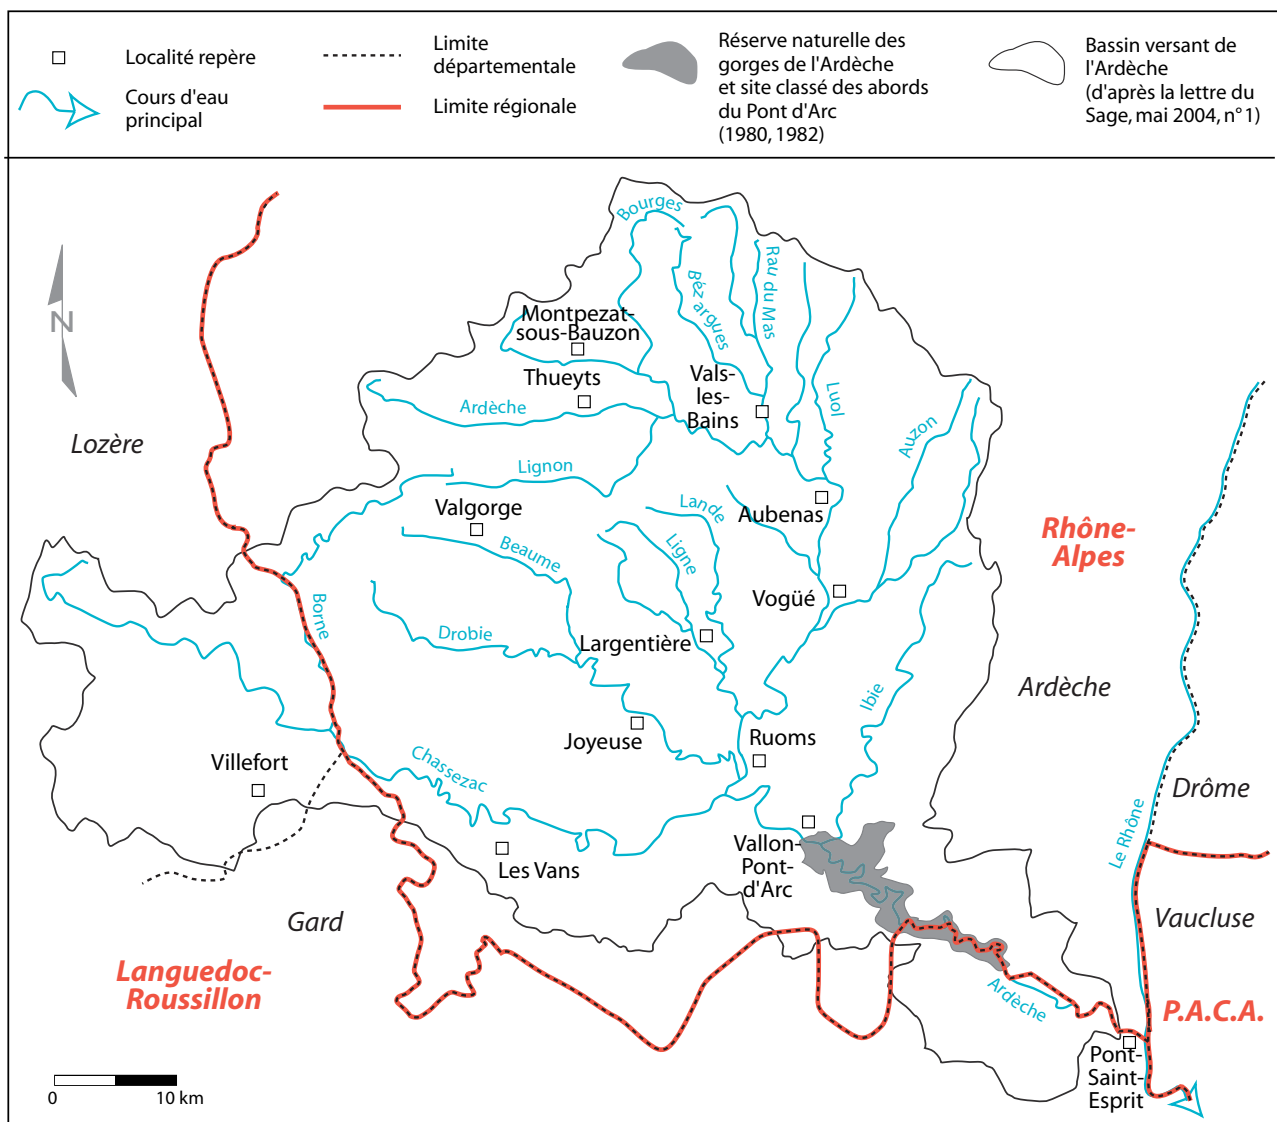 Localité repère
Cours d'eau
principal
Limite
départementale
Limite régionale
Réserve naturelle des
gorges de l'Ardèche
et site classé des abords
du Pont d'Arc
(1980, 1982)
Bassin versant de
l'Ardèche
(d'après la lettre du
Sage, mai 2004, n°1)
N
Bourges
Béz argues
Rau du Mas
Montpezat-
sous-Bauzon
Thueyts
Vals-
les-
Bains
Luol
Ardèche
Auzon
Lozère
Lignon
Valgorge
Lande
Aubenas
Rhône-
Alpes
Beaume
Ligne
Borne
Vogüé
Drobie
Largentière
Ardèche
Ibie
Joyeuse
Ruoms
Villefort
Chassezac
Drôme
Le Rhône
Vallon-
Pont-
d'Arc
Les Vans
Gard
Vaucluse
Languedoc-
Roussillon
Ardèche
P.A.C.A.
Pont-
Saint-
Esprit
0 10 km